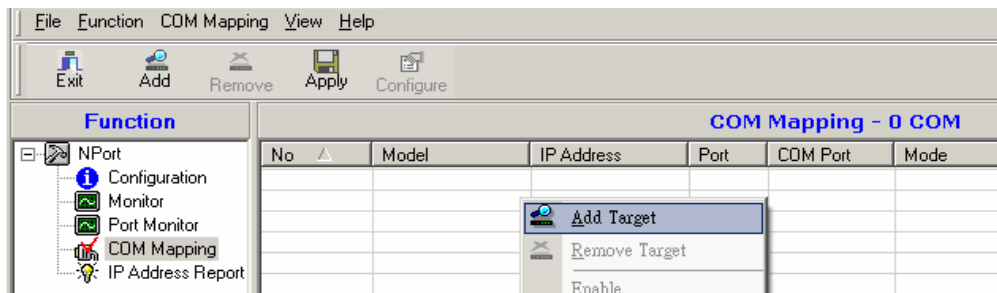 File Function COM Mapping View Help
Exit Add Remove Apply Configure
Function
COM Mapping - 0 COM
NPort
Configuration
Monitor
Port Monitor
COM Mapping
IP Address Report
No Model IP Address Port COM Port Mode
Add Target
Remove Target
Enable